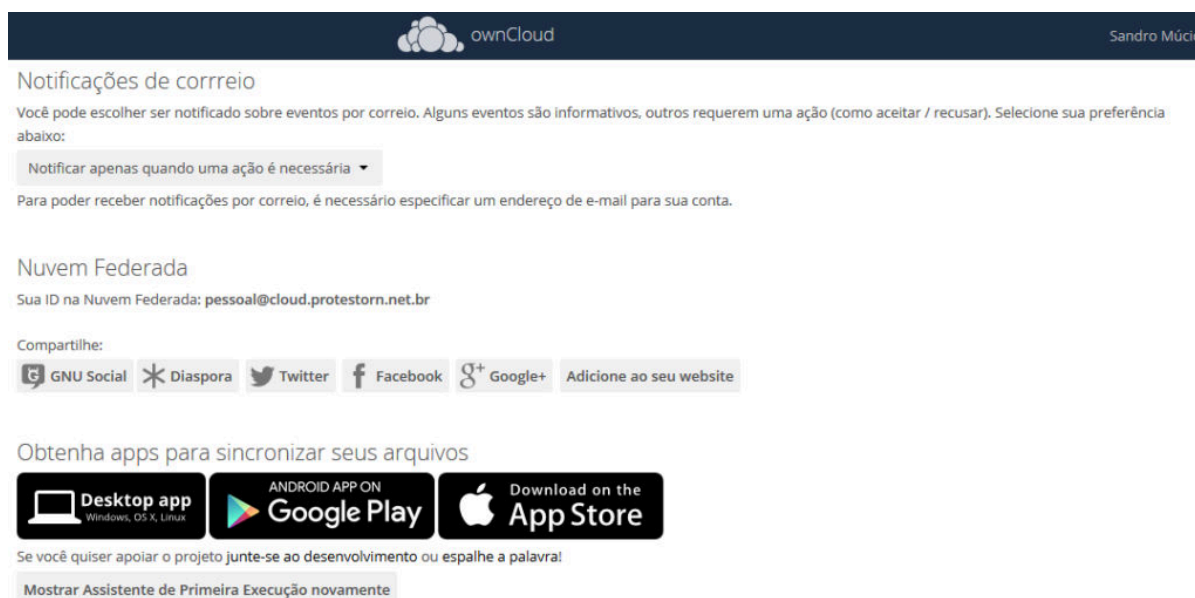 ownCloud
Sandro Múcio
Notificações de corrreio
Você pode escolher ser notificado sobre eventos por correio. Alguns eventos são informativos, outros requerem uma ação (como aceitar / recusar). Selecione sua preferência
abaixo:
Notificar apenas quando uma ação é necessária
Para poder receber notificações por correio, é necessário especificar um endereço de e-mail para sua conta.
Nuvem Federada
Sua ID na Nuvem Federada: pessoal@cloud.protestorn.net.br
Compartilhe:
GNU Social Diaspora Twitter Facebook g+ Google+ Adicione ao seu website
Obtenha apps para sincronizar seus arquivos
Desktop app
Windows, OS X, Linux
ANDROID APP ON
Google Play
Download on the
App Store
Se você quiser apoiar o projeto junte-se ao desenvolvimento ou espalhe a palavra!
Mostrar Assistente de Primeira Execução novamente